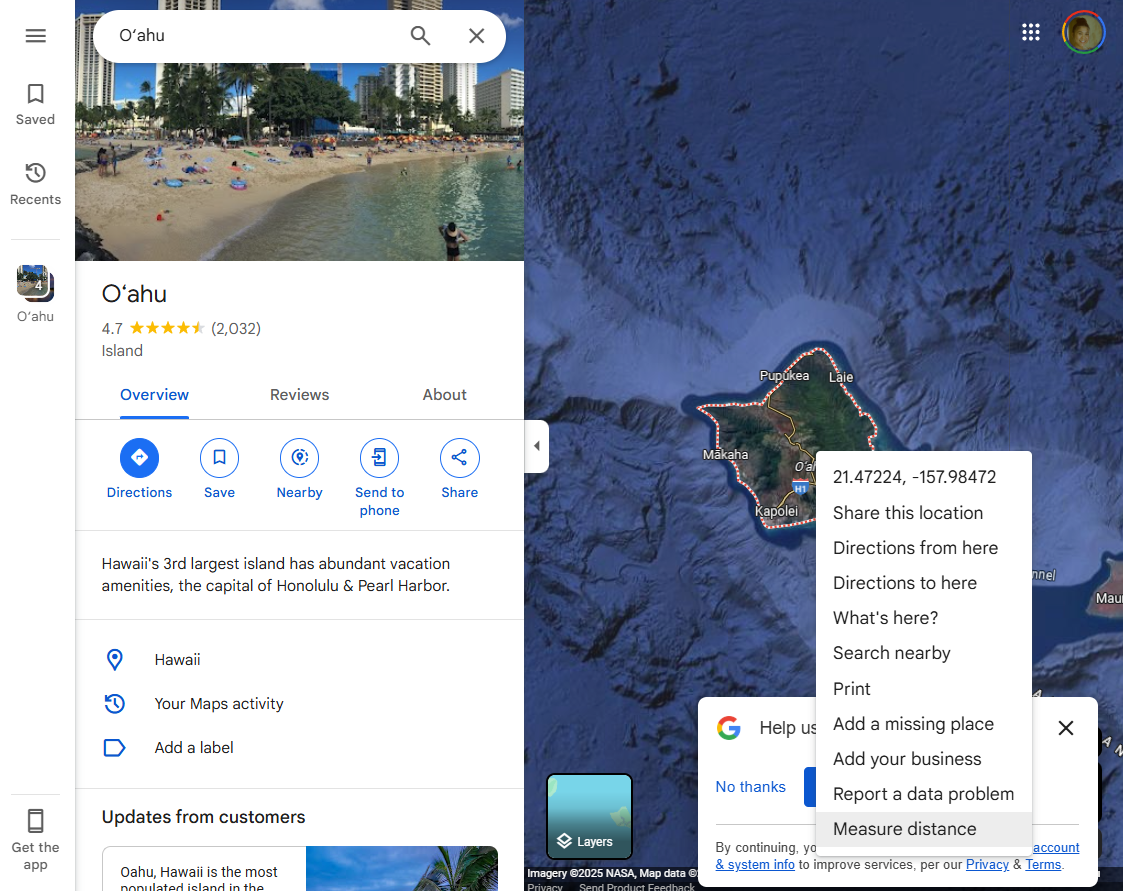 Oʻahu
Saved
Recents
4
Oʻahu
Get the
app
Oʻahu
4.7
(2,032)
Island
Overview
Reviews
About
Directions
Save
Nearby
Send to
phone
Share
Hawaii's 3rd largest island has abundant vacation
amenities, the capital of Honolulu & Pearl Harbor.
Hawaii
Your Maps activity
Add a label
Updates from customers
Oahu, Hawaii is the most
populated island in the
Pupukea
Laie
Mākaha
H1
Kapolei
21.47224, -157.98472
Share this location
Directions from here
Directions to here
What's here?
Search nearby
Print
Add a missing place
Add your business
Report a data problem
Measure distance
Help us
No thanks
By continuing,
account
& system info to improve services, per our Privacy & Terms.
Layers
Imagery ©2025 NASA, Map data ©
Privacy
Send Product Feedback